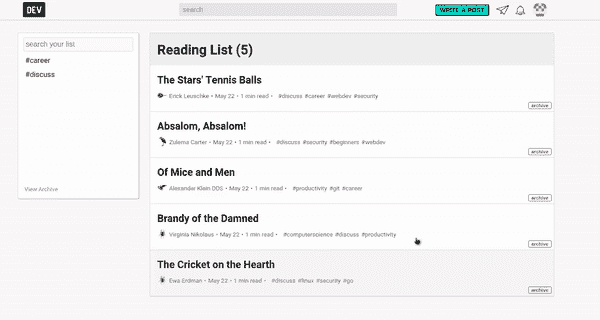 DEV
search
WRITE A POST
search your list
#career
#discuss
View Archive
Reading List (5)
The Stars' Tennis Balls
Erick Leuschke • May 22 • 1 min read • #discuss #career #webdev #security
archive
Absalom, Absalom!
Zulema Carter • May 22 • 1 min read • #discuss #security #beginners #webdev
archive
Of Mice and Men
Alexander Klein DDS • May 22 • 1 min read • #productivity #git #career
archive
Brandy of the Damned
Virginia Nikolaus • May 22 • 1 min read • #computerscience #discuss #productivity
archive
The Cricket on the Hearth
Ewa Erdman • May 22 • 1 min read • #discuss #linux #security #go
archive